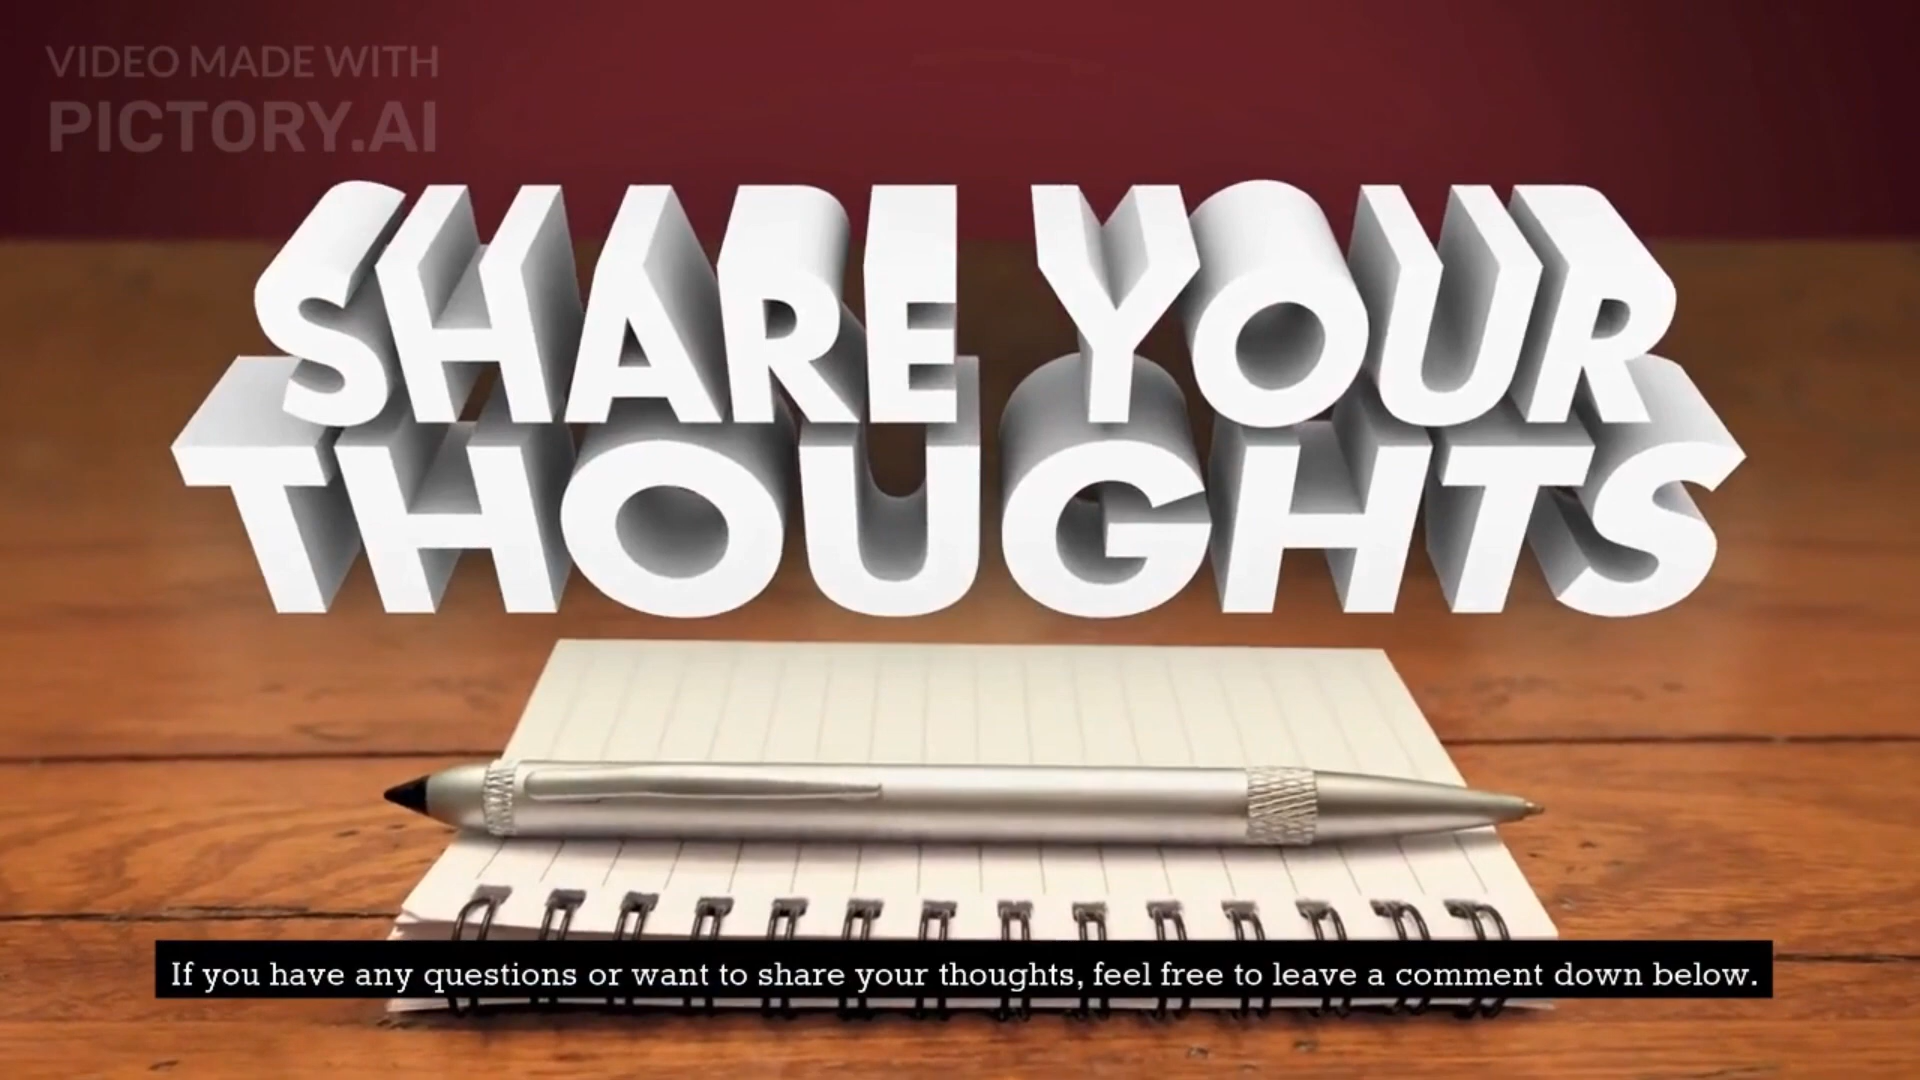 VIDEO MADE WITH
PICTORY.AI
SHARE YOUR
THOUGHTS
If you have any questions or want to share your thoughts, feel free to leave a comment down below.